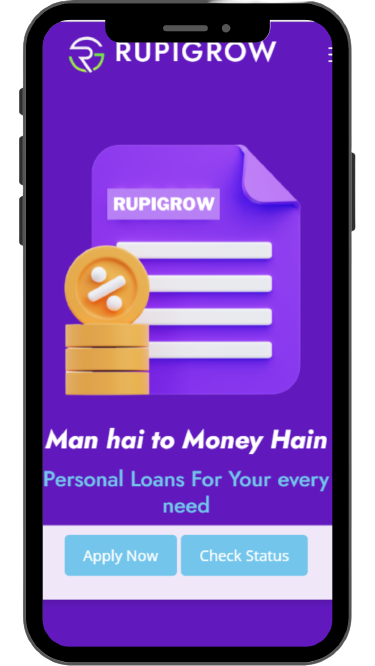 RUPIGROW
RUPIGROW
Man hai to Money Hain
Personal Loans For Your every
need
Apply Now
Check Status